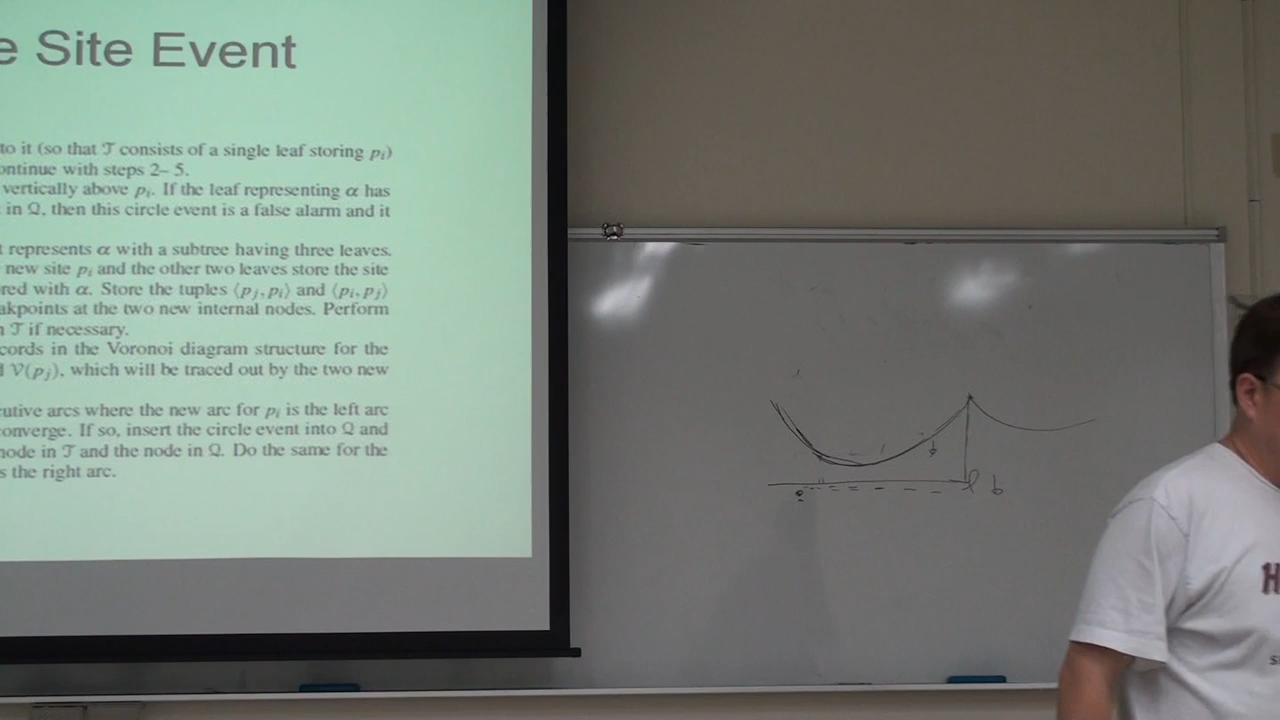 e Site Event
to it (so that 𝒯 consists of a single leaf storing pᵢ)
ontinue with steps 2– 5.
vertically above pᵢ. If the leaf representing α has
in 𝒬, then this circle event is a false alarm and it
t represents α with a subtree having three leaves.
new site pᵢ and the other two leaves store the site
red with α. Store the tuples ⟨pⱼ, pᵢ⟩ and ⟨pᵢ, pⱼ⟩
akpoints at the two new internal nodes. Perform
n 𝒯 if necessary.
cords in the Voronoi diagram structure for the
𝒱(pⱼ), which will be traced out by the two new
cutive arcs where the new arc for pᵢ is the left arc
onverge. If so, insert the circle event into 𝒬 and
node in 𝒯 and the node in 𝒬. Do the same for the
s the right arc.
l
H